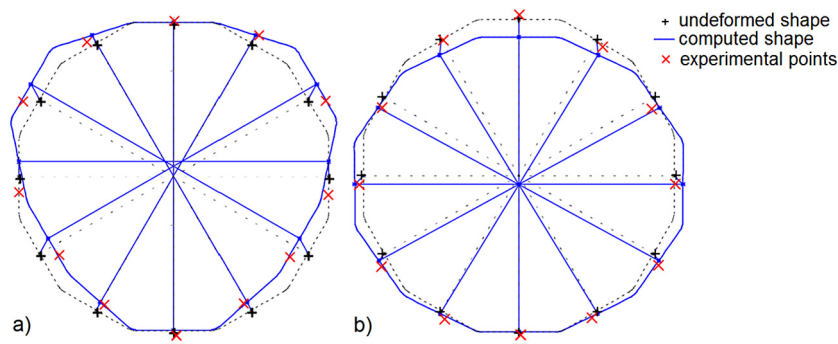 undeformed shape
computed shape
experimental points
a)
b)